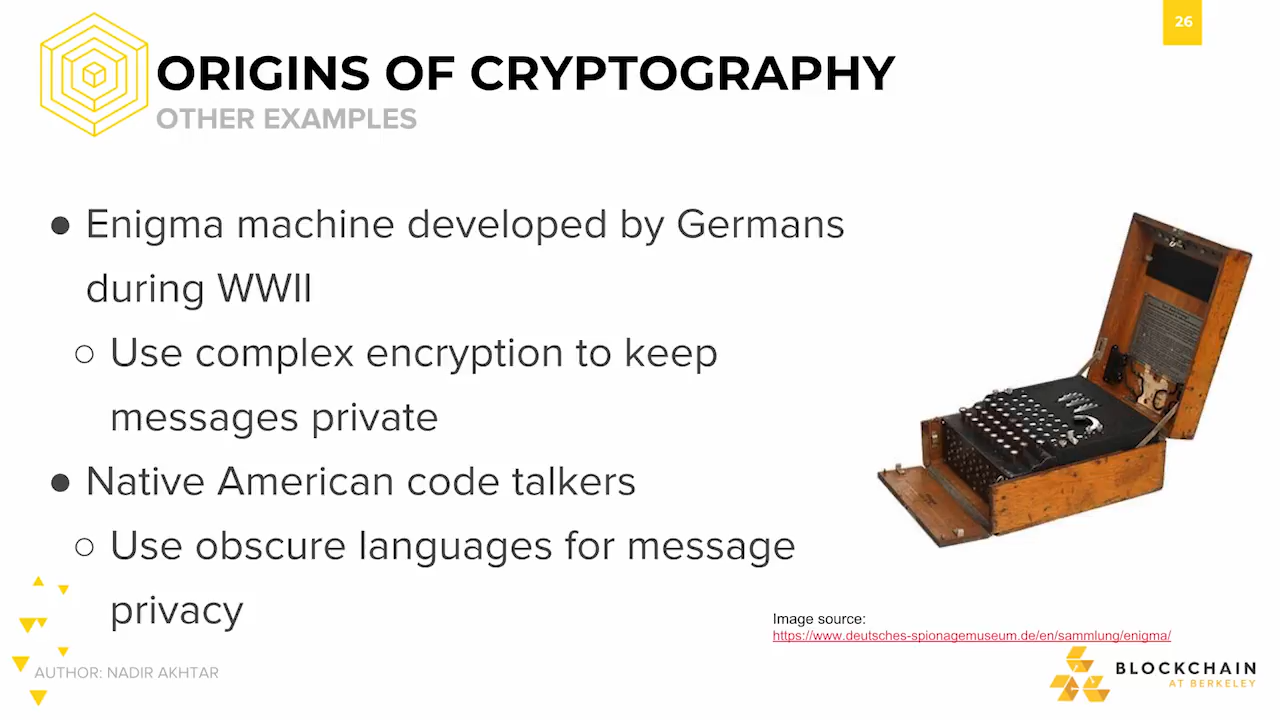 26
ORIGINS OF CRYPTOGRAPHY
OTHER EXAMPLES
● Enigma machine developed by Germans
during WWII
○ Use complex encryption to keep
messages private
● Native American code talkers
○ Use obscure languages for message
privacy
Image source:
https://www.deutsches-spionagemuseum.de/en/sammlung/enigma/
AUTHOR: NADIR AKHTAR
BLOCKCHAIN
AT BERKELEY